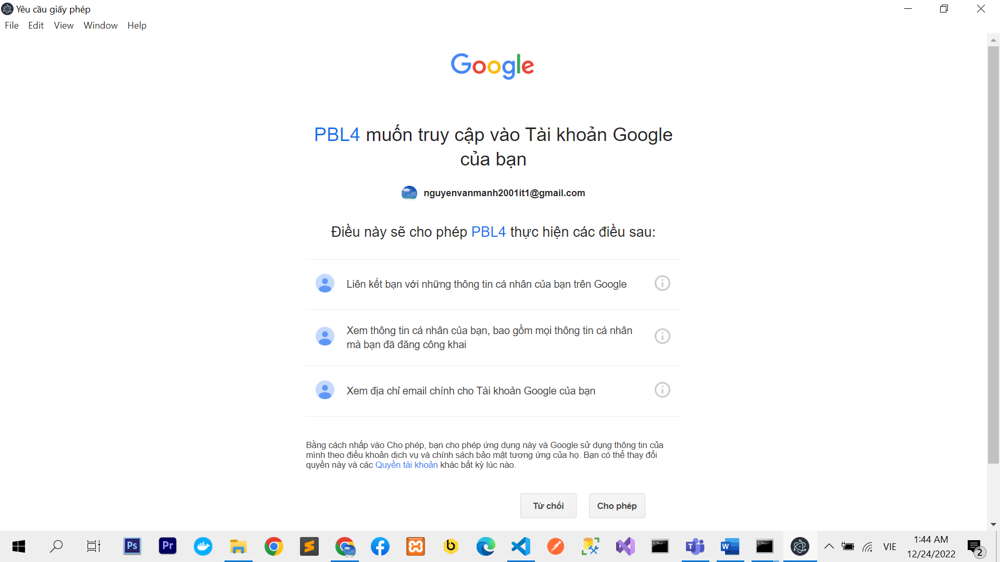 Yêu cầu giấy phép
File Edit View Window Help
Google
PBL4 muốn truy cập vào Tài khoản Google
của bạn
nguyenvanmanh2001it1@gmail.com
Điều này sẽ cho phép PBL4 thực hiện các điều sau:
Liên kết bạn với những thông tin cá nhân của bạn trên Google
Xem thông tin cá nhân của bạn, bao gồm mọi thông tin cá nhân
mà bạn đã đăng công khai
Xem địa chỉ email chính cho Tài khoản Google của bạn
Bằng cách nhấp vào Cho phép, bạn cho phép ứng dụng này và Google sử dụng thông tin của
mình theo điều khoản dịch vụ và chính sách bảo mật tương ứng của họ. Bạn có thể thay đổi
quyền này và các Quyền tài khoản khác bất kỳ lúc nào.
Từ chối Cho phép
Ps Pr VIE 1:44 AM
12/24/2022 2